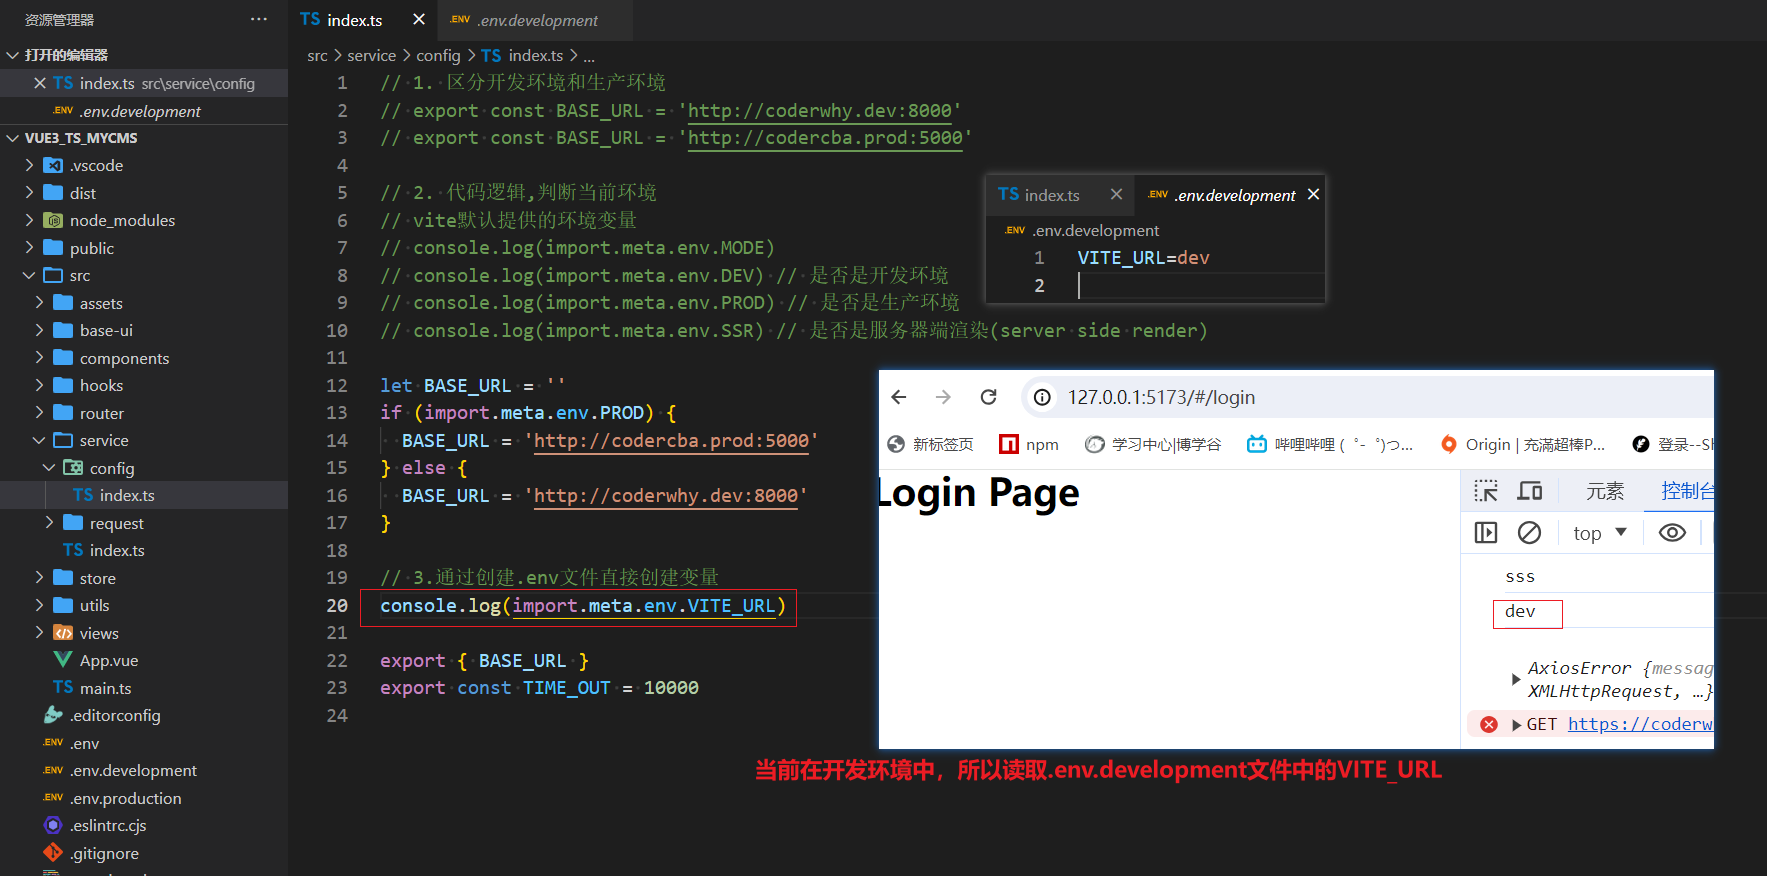 资源管理器 ···
打开的编辑器
TS index.ts src\service\config
.ENV .env.development
VUE3_TS_MYCMS
.vscode
dist
node_modules
public
src
assets
base-ui
components
hooks
router
service
config
TS index.ts
request
TS index.ts
store
utils
views
App.vue
TS main.ts
.editorconfig
.ENV .env
.ENV .env.development
.ENV .env.production
.eslintrc.cjs
.gitignore
TS index.ts
.ENV .env.development
src > service > config > TS index.ts > ...
1 // 1. 区分开发环境和生产环境
2 // export const BASE_URL = 'http://coderwhy.dev:8000'
3 // export const BASE_URL = 'http://codercba.prod:5000'
4
5 // 2. 代码逻辑,判断当前环境
6 // vite默认提供的环境变量
7 // console.log(import.meta.env.MODE)
8 // console.log(import.meta.env.DEV) // 是否是开发环境
9 // console.log(import.meta.env.PROD) // 是否是生产环境
10 // console.log(import.meta.env.SSR) // 是否是服务器端渲染(server side render)
11
12 let BASE_URL = ''
13 if (import.meta.env.PROD) {
14 BASE_URL = 'http://codercba.prod:5000'
15 } else {
16 BASE_URL = 'http://coderwhy.dev:8000'
17 }
18
19 // 3.通过创建.env文件直接创建变量
20 console.log(import.meta.env.VITE_URL)
21
22 export { BASE_URL }
23 export const TIME_OUT = 10000
24
TS index.ts
.ENV .env.development
.ENV .env.development
1 VITE_URL=dev
2
127.0.0.1:5173/#/login
新标签页
npm
学习中心|博学谷
哔哩哔哩 (゜-゜)つ...
Origin | 充滿超棒P...
登录--SH
Login Page
元素 控制台
top
sss
dev
AxiosError {messag
XMLHttpRequest, …}
GET https://coderw
当前在开发环境中，所以读取.env.development文件中的VITE_URL